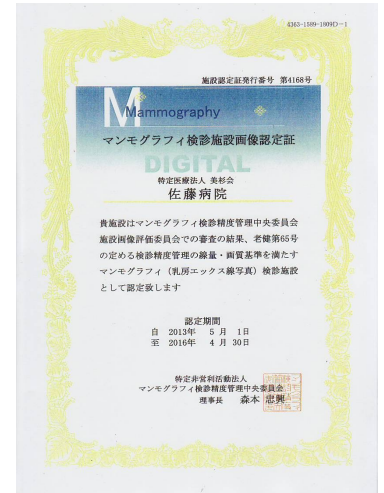 4363-1589-1809D-1
施設認定証発行番号 第4168号
Mammography
マンモグラフィ検診施設画像認定証
DIGITAL
特定医療法人 美杉会
佐藤病院
貴施設はマンモグラフィ検診精度管理中央委員会
施設画像評価委員会での審査の結果、老健第65号
の定める検診精度管理の線量・画質基準を満たす
マンモグラフィ（乳房エックス線写真）検診施設
として認定致します
認定期間
自 2013年 5月 1日
至 2016年 4月 30日
特定非営利活動法人
マンモグラフィ検診精度管理中央委員会
理事長 森本 忠興